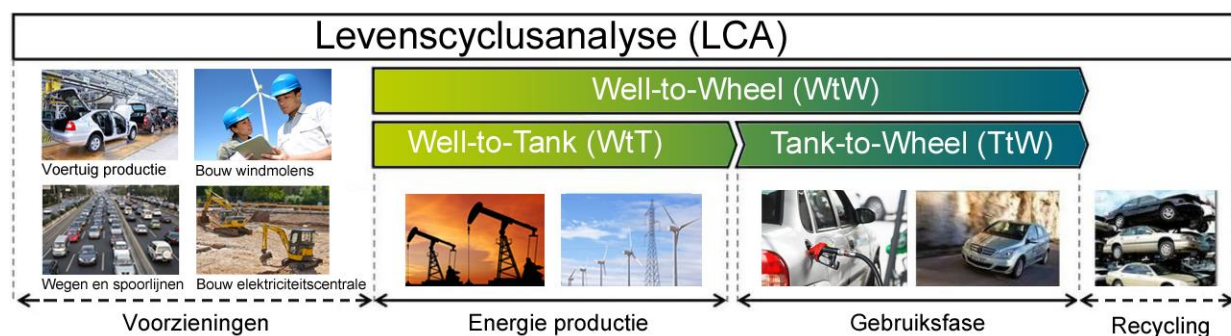 Levenscyclusanalyse (LCA)
Well-to-Wheel (WtW)
Well-to-Tank (WtT)
Tank-to-Wheel (TtW)
Voertuig productie
Bouw windmolens
Wegen en spoorlijnen
Bouw elektriciteitscentrale
Voorzieningen
Energie productie
Gebruiksfase
Recycling